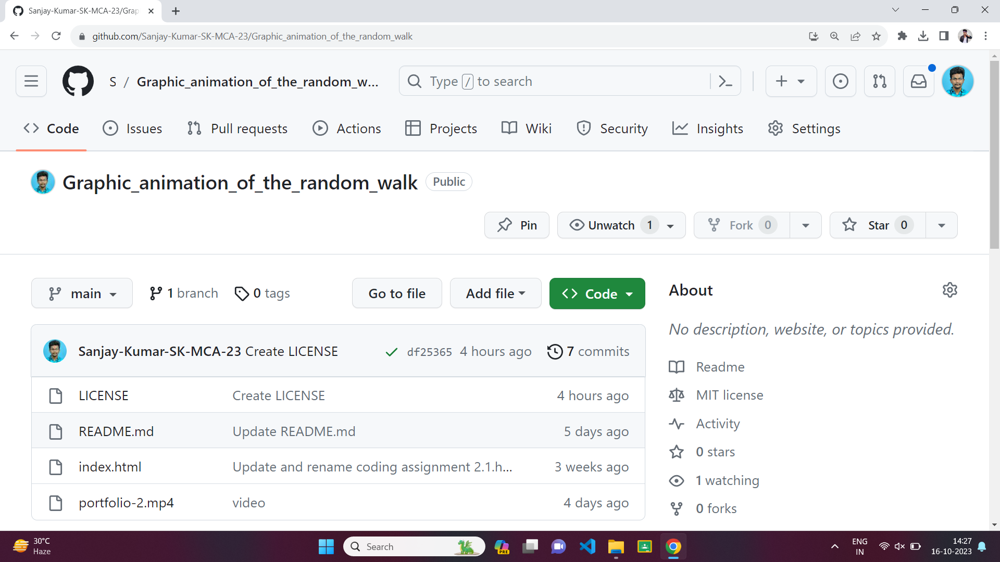 Sanjay-Kumar-SK-MCA-23/Grap
github.com/Sanjay-Kumar-SK-MCA-23/Graphic_animation_of_the_random_walk
S / Graphic_animation_of_the_random_w...
Type / to search
Code Issues Pull requests Actions Projects Wiki Security Insights Settings
Graphic_animation_of_the_random_walk Public
Pin Unwatch 1 Fork 0 Star 0
main 1 branch 0 tags Go to file Add file Code
Sanjay-Kumar-SK-MCA-23 Create LICENSE df25365 4 hours ago 7 commits
LICENSE Create LICENSE 4 hours ago
README.md Update README.md 5 days ago
index.html Update and rename coding assignment 2.1.h... 3 weeks ago
portfolio-2.mp4 video 4 days ago
About
No description, website, or topics provided.
Readme
MIT license
Activity
0 stars
1 watching
0 forks
30°C
Haze
Search
PRE
ENG
IN
14:27
16-10-2023